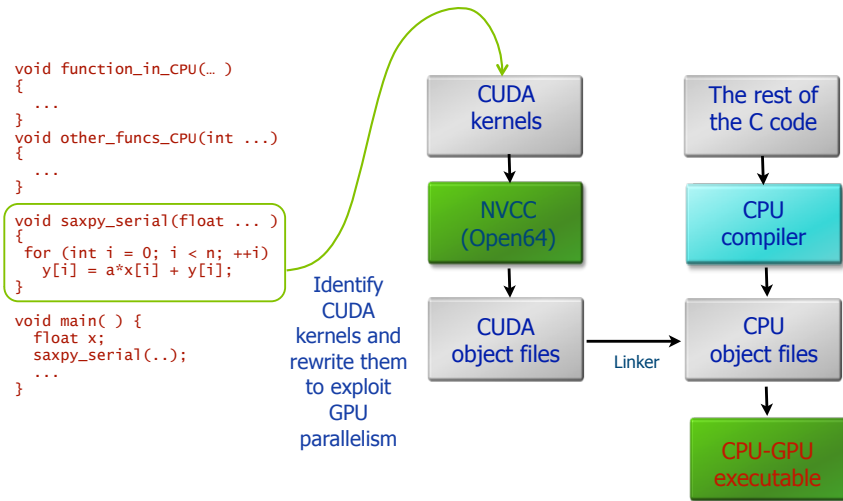 void function_in_CPU(… )
{
...
}
void other_funcs_CPU(int ...)
{
...
}
void saxpy_serial(float ... )
{
for (int i = 0; i < n; ++i)
y[i] = a*x[i] + y[i];
}
void main( ) {
float x;
saxpy_serial(..);
...
}
Identify
CUDA
kernels and
rewrite them
to exploit
GPU
parallelism
CUDA
kernels
NVCC
(Open64)
CUDA
object files
Linker
The rest of
the C code
CPU
compiler
CPU
object files
CPU-GPU
executable